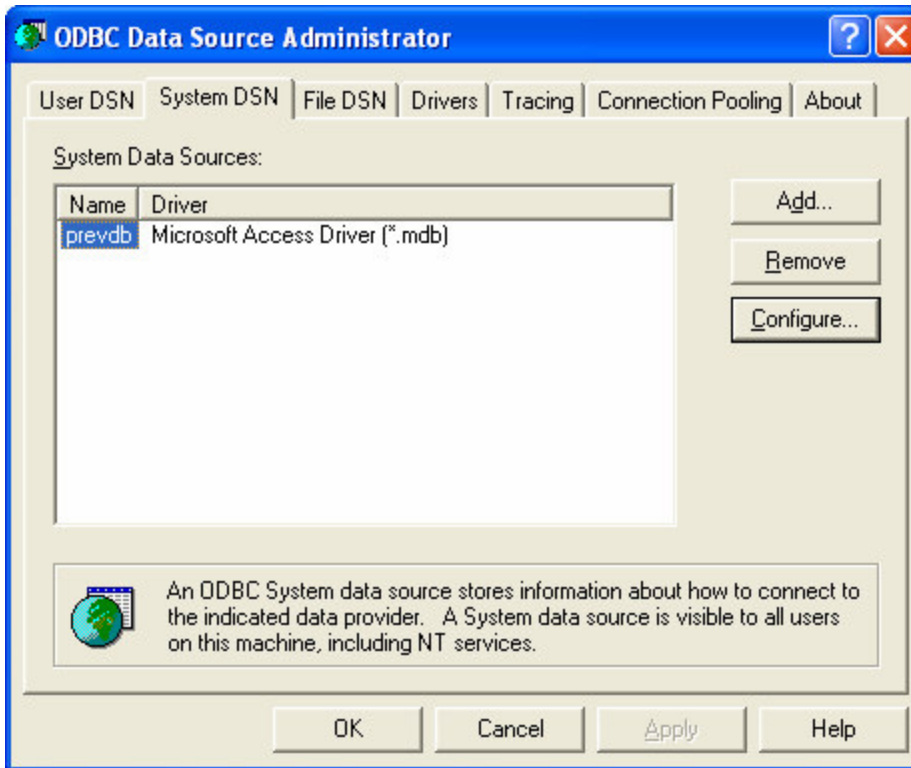 ODBC Data Source Administrator
User DSN System DSN File DSN Drivers Tracing Connection Pooling About
System Data Sources:
Name Driver
prevdb Microsoft Access Driver (*.mdb)
Add...
Remove
Configure...
An ODBC System data source stores information about how to connect to
the indicated data provider. A System data source is visible to all users
on this machine, including NT services.
OK Cancel Apply Help